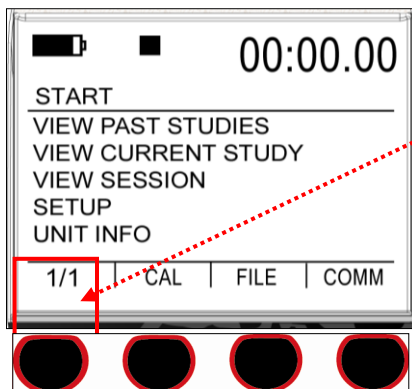 00:00.00
START
VIEW PAST STUDIES
VIEW CURRENT STUDY
VIEW SESSION
SETUP
UNIT INFO
1/1 | CAL | FILE | COMM